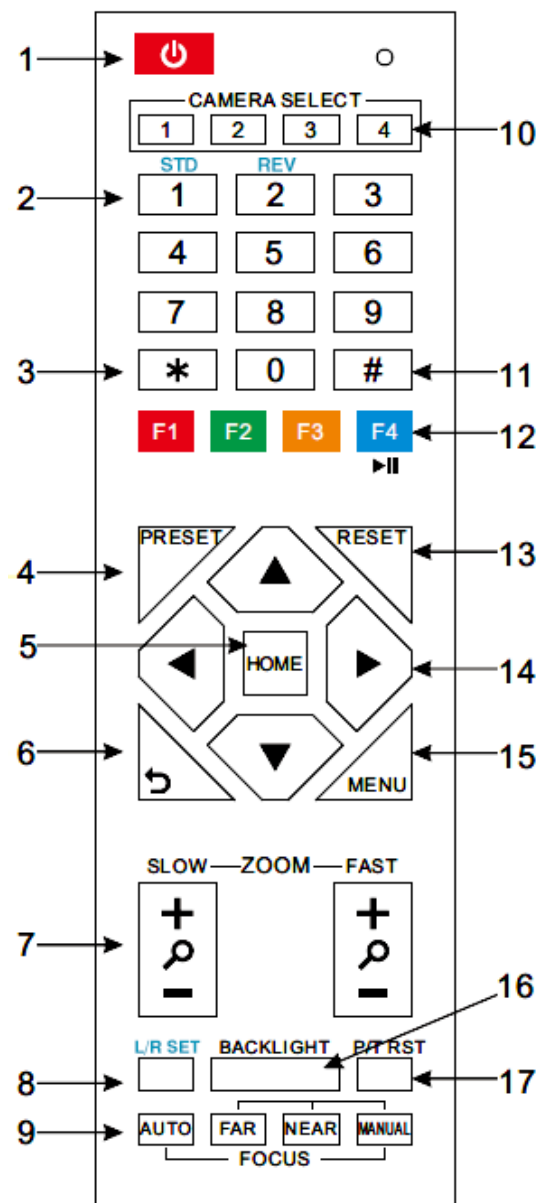 1
CAMERA SELECT
1 2 3 4 10
STD REV
2 1 2 3
4 5 6
7 8 9
3 * 0 # 11
F1 F2 F3 F4 12
PRESET RESET
4 13
5 HOME 14
6 15
MENU
SLOW ZOOM FAST
+ +
7
- -
16
L/R SET BACKLIGHT P/T RST
8 17
9 AUTO FAR NEAR MANUAL
FOCUS